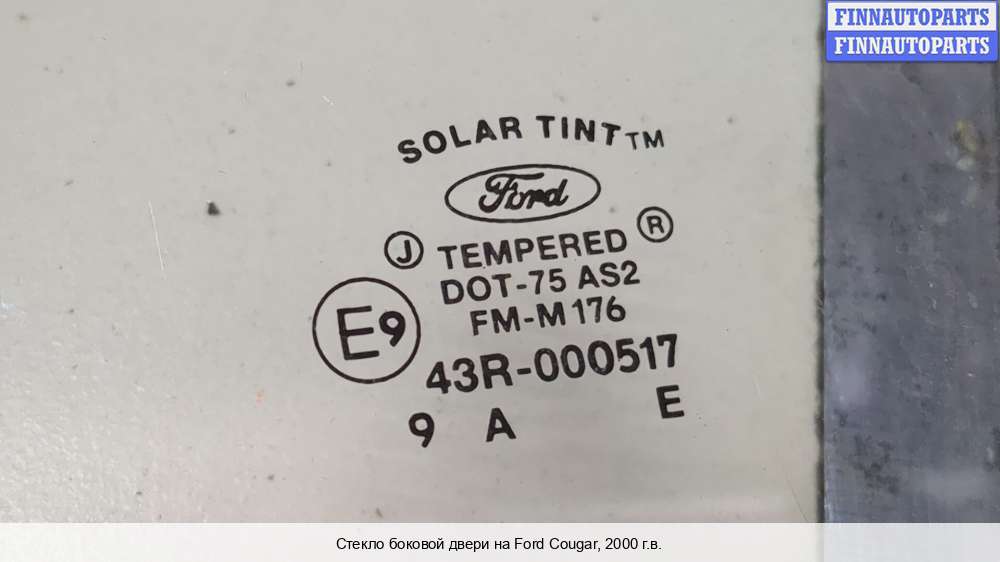 FINNAUTOPARTS
FINNAUTOPARTS
SOLAR TINT™
Ford
J TEMPERED ®
DOT-75 AS2
FM-M176
E9
43R-000517
9 A E
Стекло боковой двери на Ford Cougar, 2000 г.в.